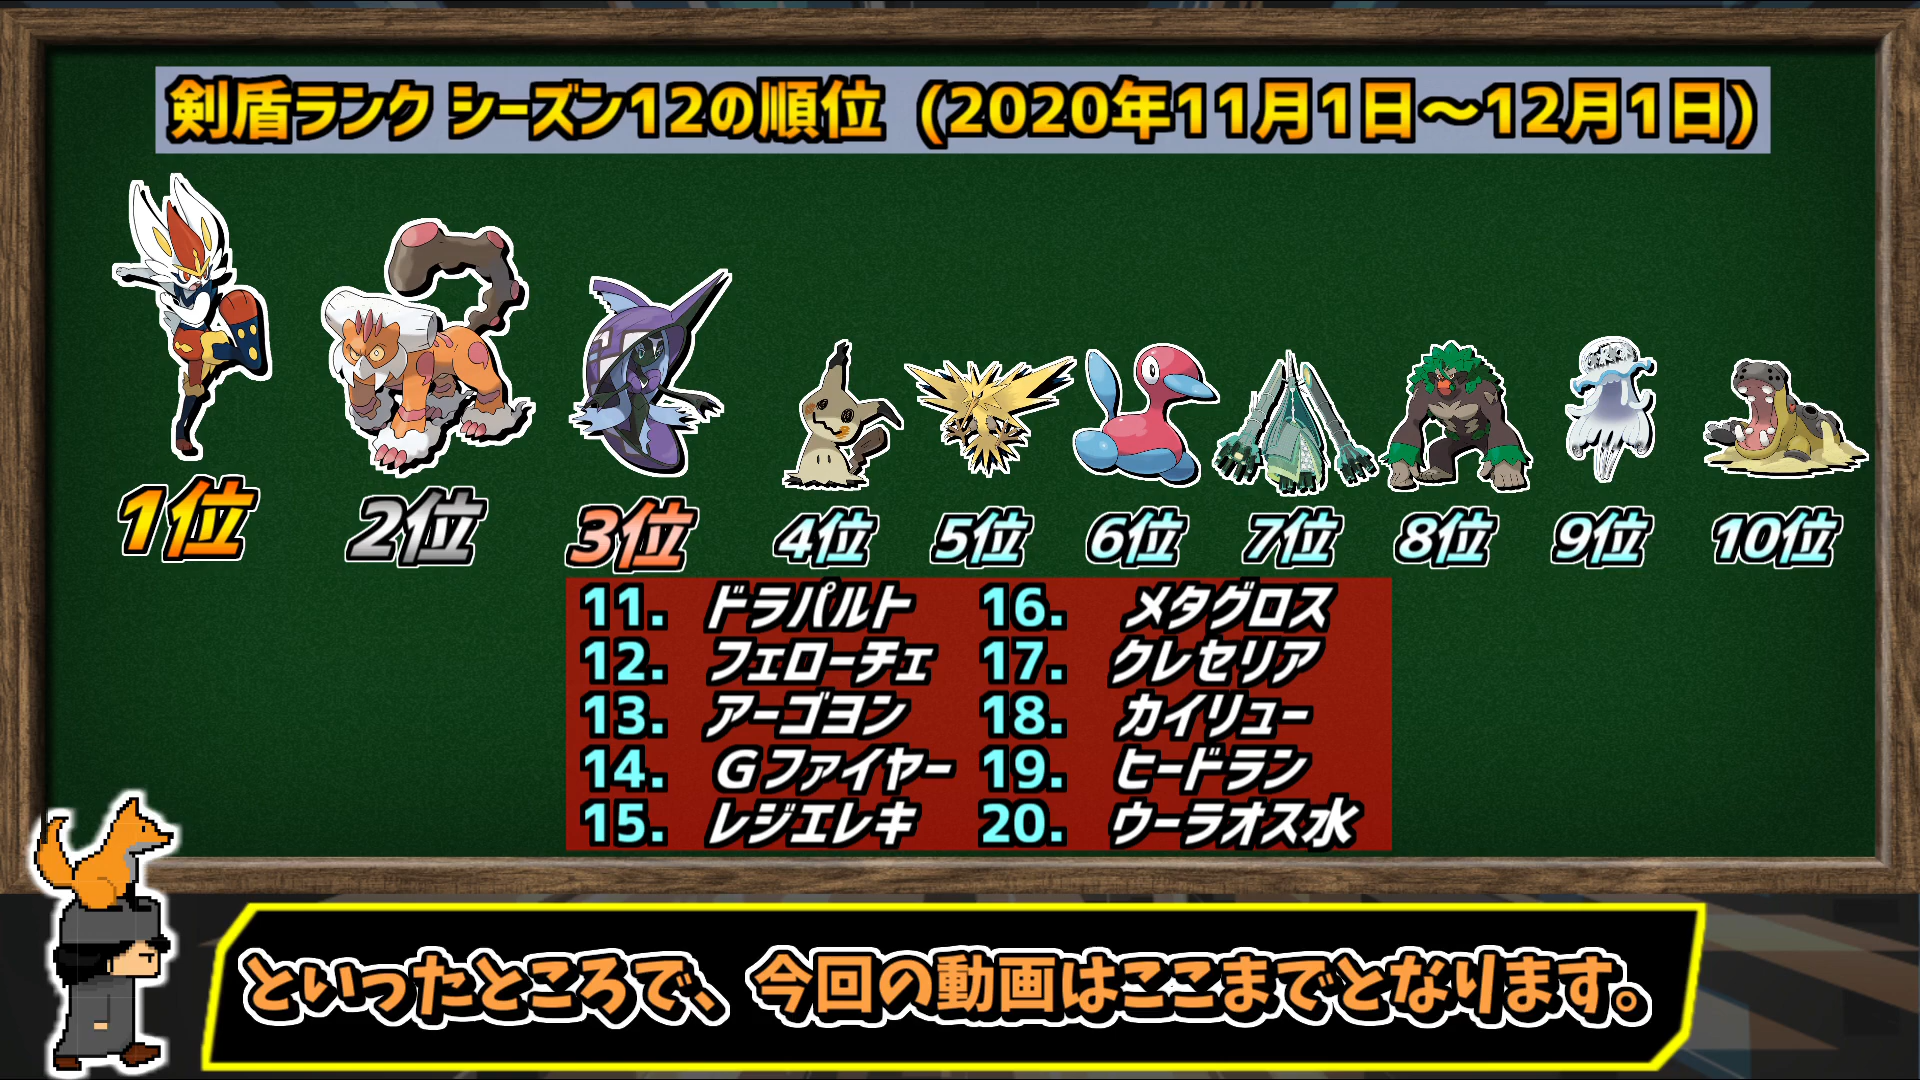 剣盾ランク シーズン12の順位 (2020年11月1日～12月1日)
1位 2位 3位 4位 5位 6位 7位 8位 9位 10位
11. ドラパルト 16. メタグロス
12. フェローチェ 17. クレセリア
13. アーゴヨン 18. カイリュー
14. Gファイヤー 19. ヒードラン
15. レジエレキ 20. ウーラオス水
といったところで、今回の動画はここまでとなります。